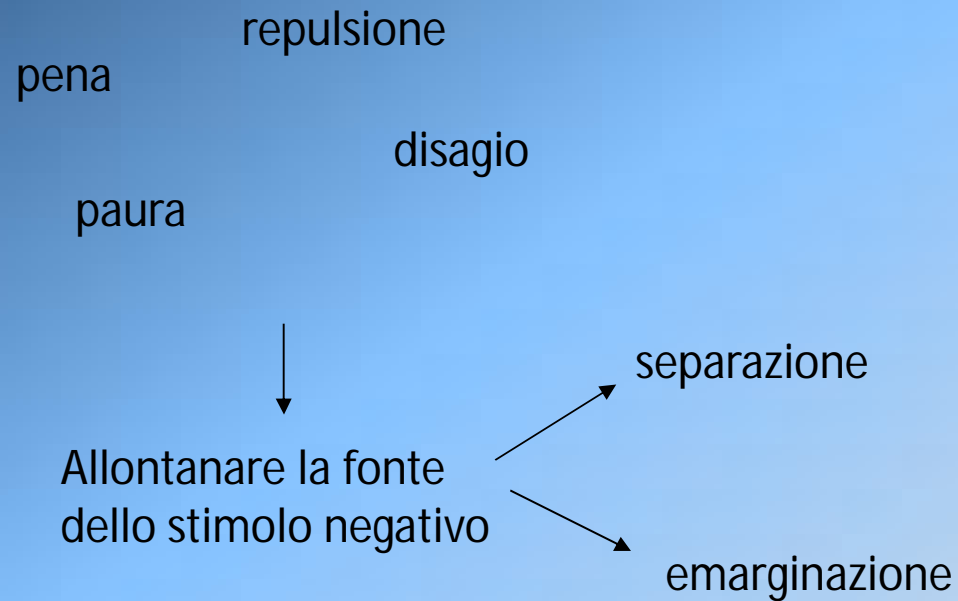 repulsione
pena
disagio
paura
separazione
Allontanare la fonte
dello stimolo negativo
emarginazione